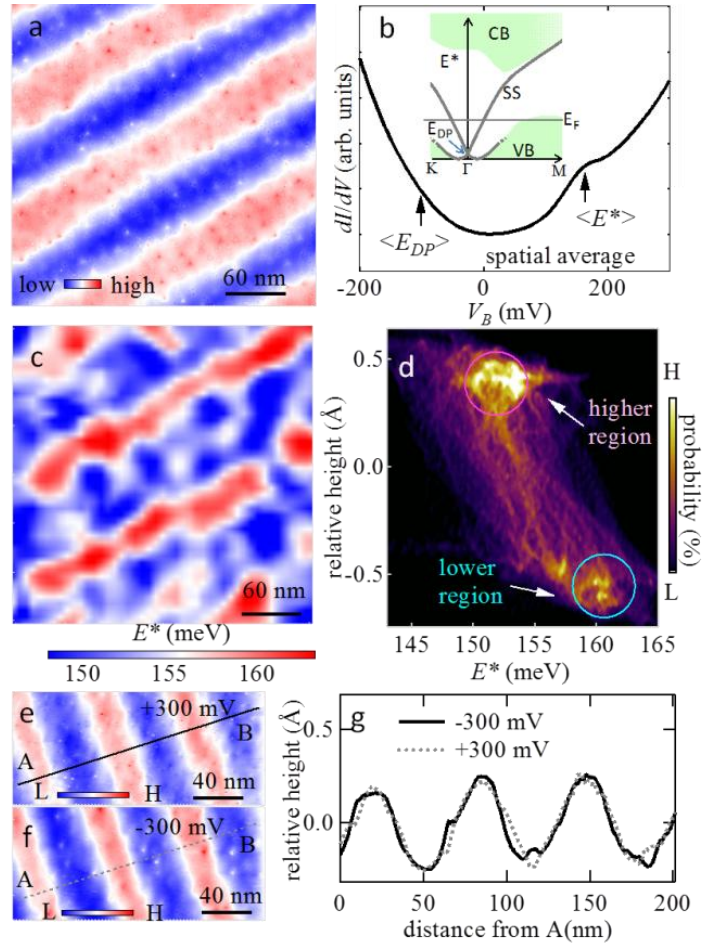 a
low high
60 nm
b
dI/dV (arb. units)
E*
CB
SS
E_DP
E_F
VB
K Γ M
<E_DP>
<E*>
spatial average
-200 0 200
V_B (mV)
c
60 nm
E* (meV)
150 155 160
d
relative height (Å)
0.5
0.0
-0.5
higher
region
lower
region
145 150 155 160 165
E* (meV)
H
probability (%)
L
e
+300 mV
A
B
L H
40 nm
f
-300 mV
A
B
L H
40 nm
g
-300 mV
+300 mV
relative height (Å)
0.5
0.0
0 50 100 150 200
distance from A(nm)